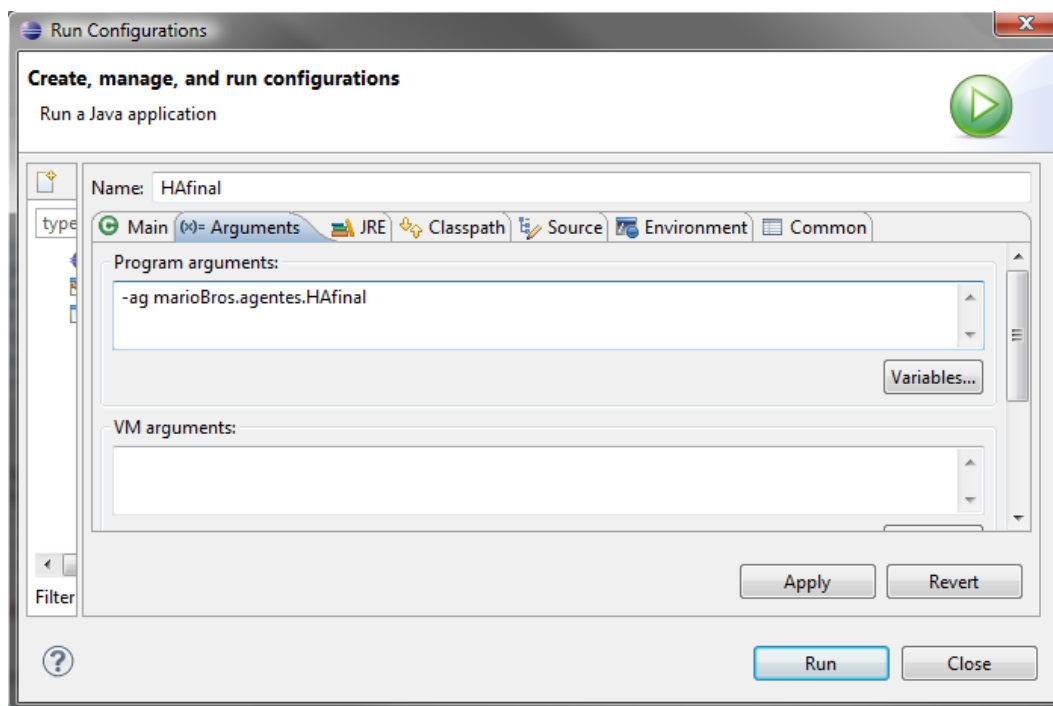 Run Configurations
Create, manage, and run configurations
Run a Java application
Name: HAfinal
type
Main (x)= Arguments JRE Classpath Source Environment Common
Program arguments:
-ag marioBros.agentes.HAfinal
Variables...
VM arguments:
Apply Revert
Filter
Run Close